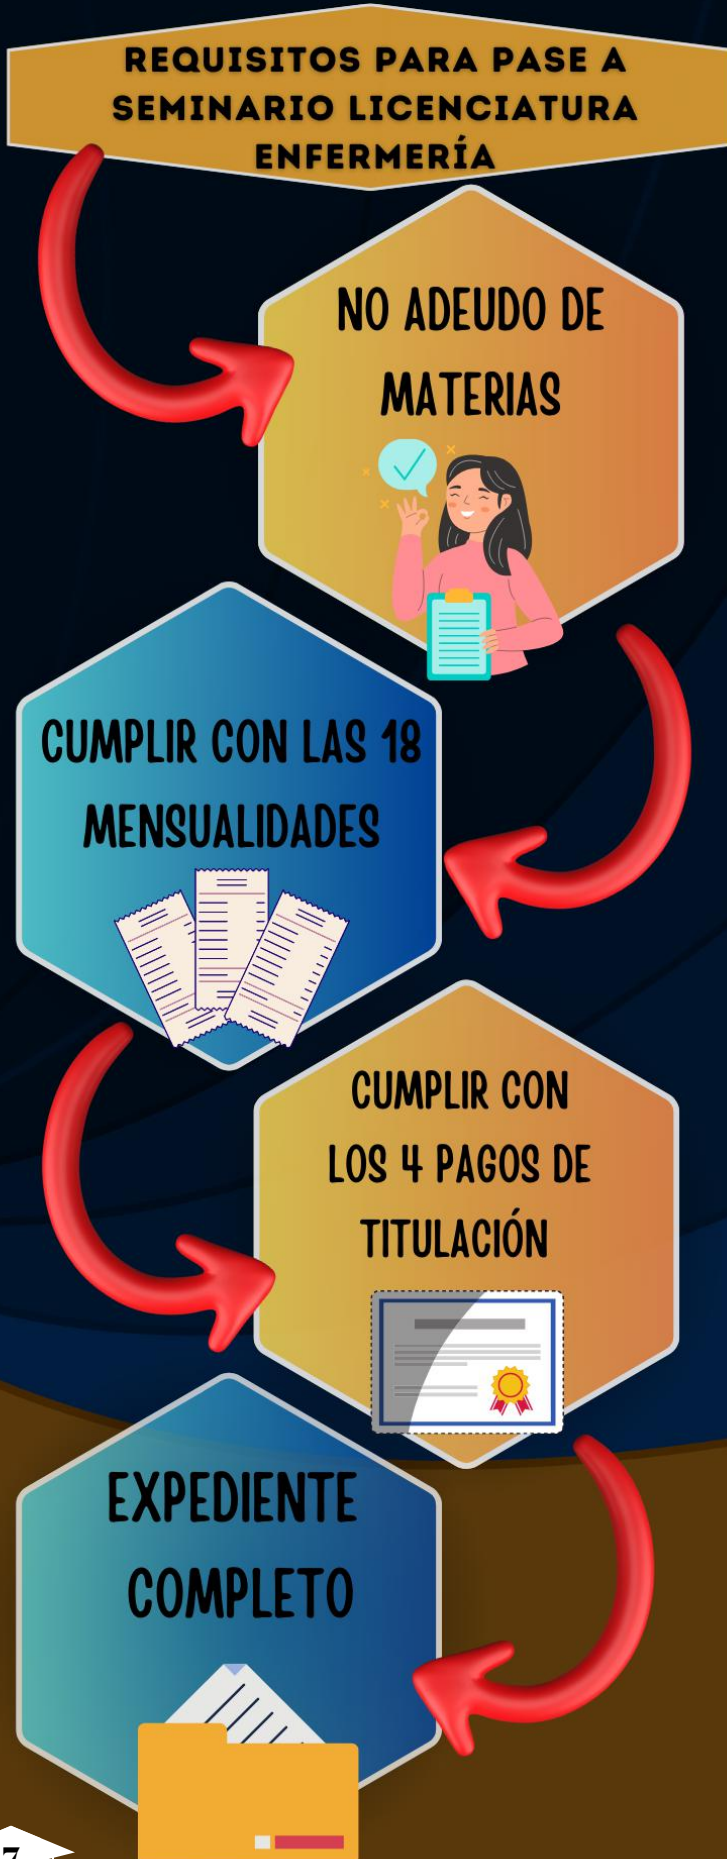 REQUISITOS PARA PASE A
SEMINARIO LICENCIATURA
ENFERMERÍA
NO ADEUDO DE
MATERIAS
CUMPLIR CON LAS 18
MENSUALIDADES
CUMPLIR CON
LOS 4 PAGOS DE
TITULACIÓN
EXPEDIENTE
COMPLETO
7